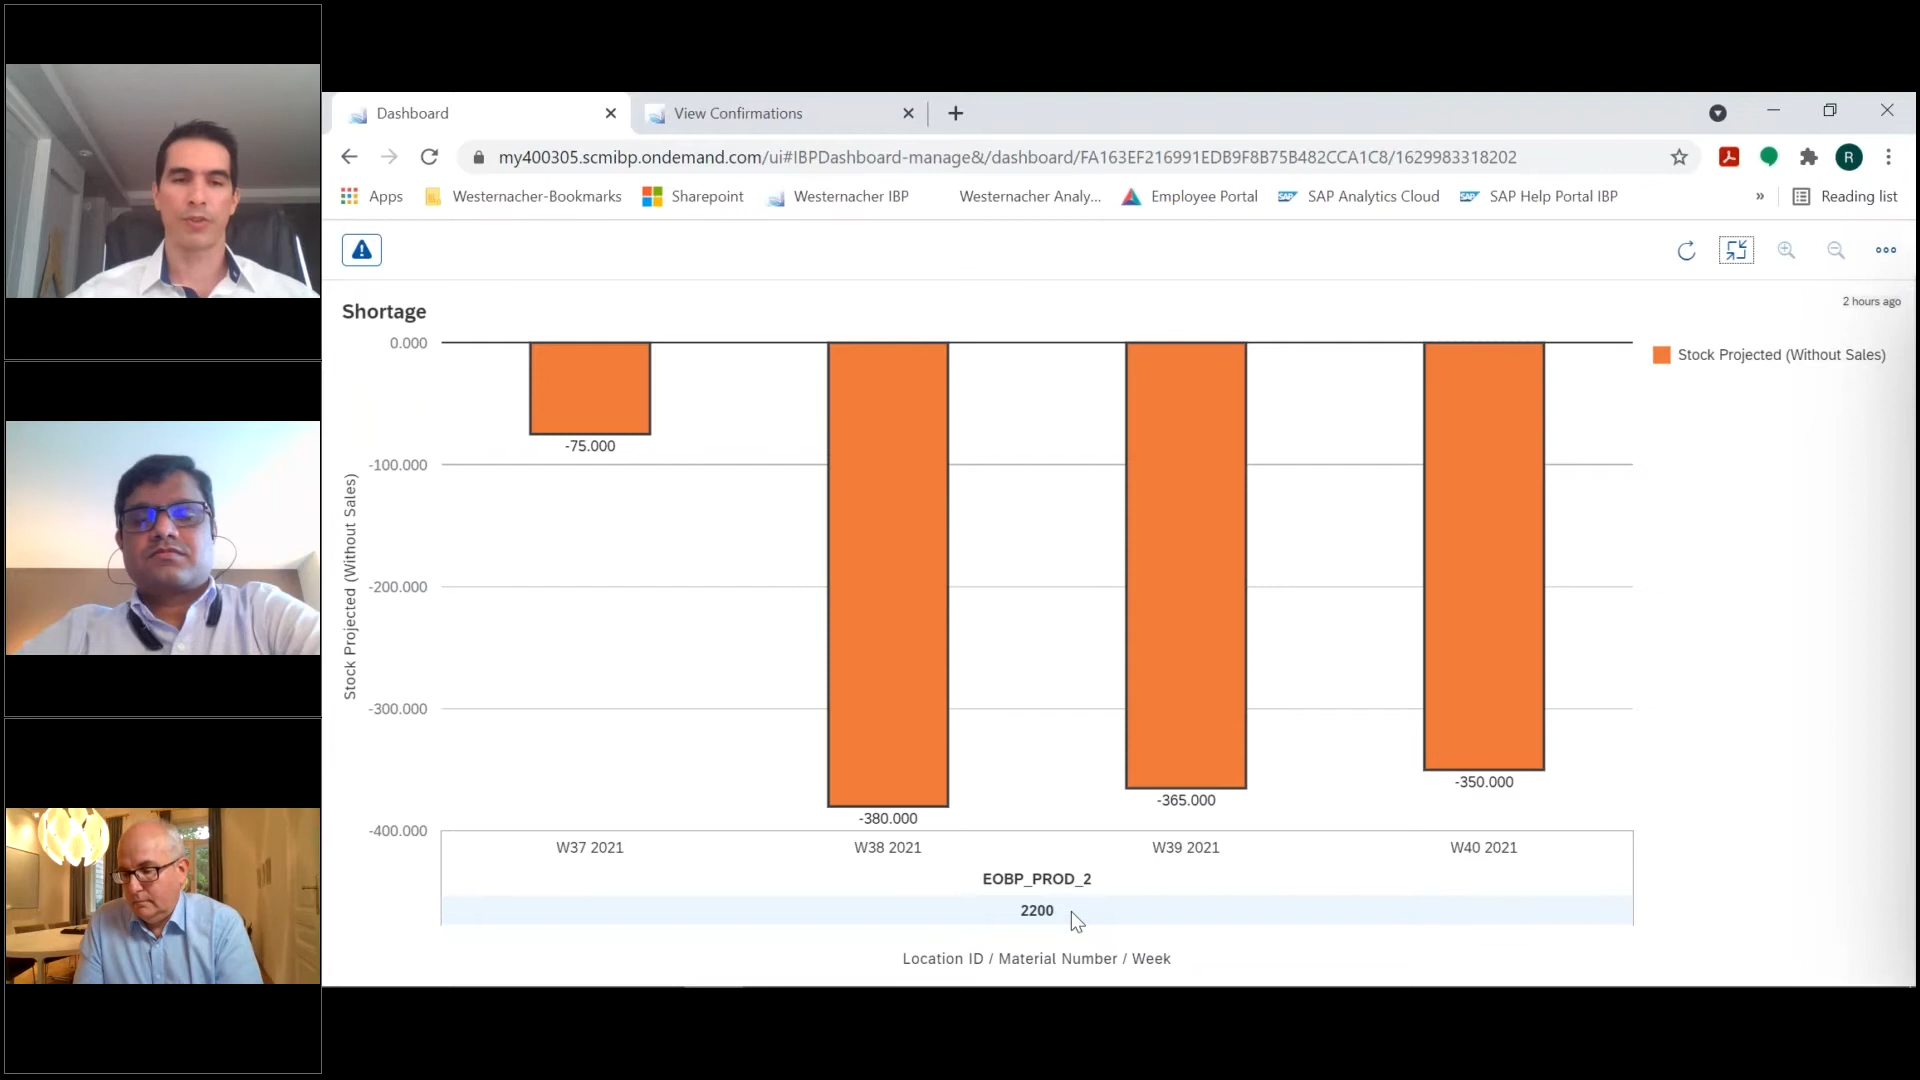 Dashboard
View Confirmations
my400305.scmibp.ondemand.com/ui#IBPDashboard-manage&/dashboard/FA163EF216991EDB9F8B75B482CCA1C8/1629983318202
R
Apps
Westernacher-Bookmarks
Sharepoint
Westernacher IBP
Westernacher Analy...
Employee Portal
SAP Analytics Cloud
SAP Help Portal IBP
»
Reading list
2 hours ago
Shortage
Stock Projected (Without Sales)
Stock Projected (Without Sales)
0.000
-100.000
-200.000
-300.000
-400.000
-75.000
-380.000
-365.000
-350.000
W37 2021
W38 2021
W39 2021
W40 2021
EOBP_PROD_2
2200
Location ID / Material Number / Week